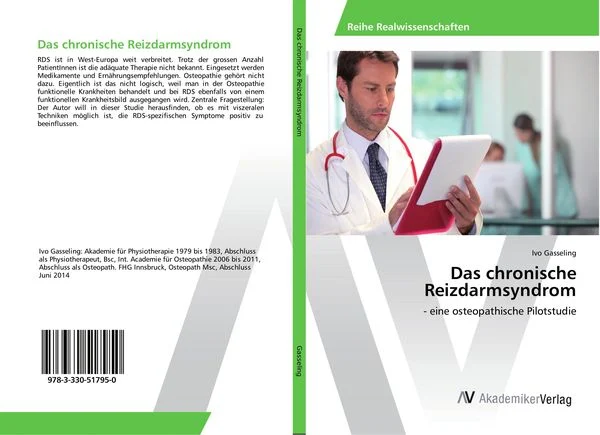 Das chronische Reizdarmsyndrom
RDS ist in West-Europa weit verbreitet. Trotz der grossen Anzahl
PatientInnen ist die adäquate Therapie nicht bekannt. Eingesetzt werden
Medikamente und Ernährungsempfehlungen. Osteopathie gehört nicht
dazu. Eigentlich ist das nicht logisch, weil man in der Osteopathie
funktionelle Krankheiten behandelt und bei RDS ebenfalls von einem
funktionellen Krankheitsbild ausgegangen wird. Zentrale Fragestellung:
Der Autor will in dieser Studie herausfinden, ob es mit viszeralen
Techniken möglich ist, die RDS-spezifischen Symptome positiv zu
beeinflussen.
Ivo Gasseling: Akademie für Physiotherapie 1979 bis 1983, Abschluss
als Physiotherapeut, Bsc, Int. Academie für Osteopathie 2006 bis 2011,
Abschluss als Osteopath. FHG Innsbruck, Osteopath Msc, Abschluss
Juni 2014
978-3-330-51795-0
Das chronische Reizdarmsyndrom
Gasseling
Reihe Realwissenschaften
Ivo Gasseling
Das chronische
Reizdarmsyndrom
- eine osteopathische Pilotstudie
AV AkademikerVerlag